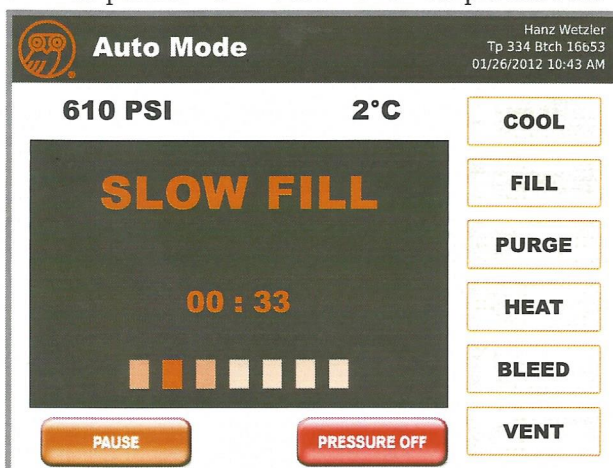 Auto Mode
Hanz Wetzler
Tp 334 Btch 16653
01/26/2012 10:43 AM
610 PSI
2°C
SLOW FILL
00 : 33
PAUSE
PRESSURE OFF
COOL
FILL
PURGE
HEAT
BLEED
VENT